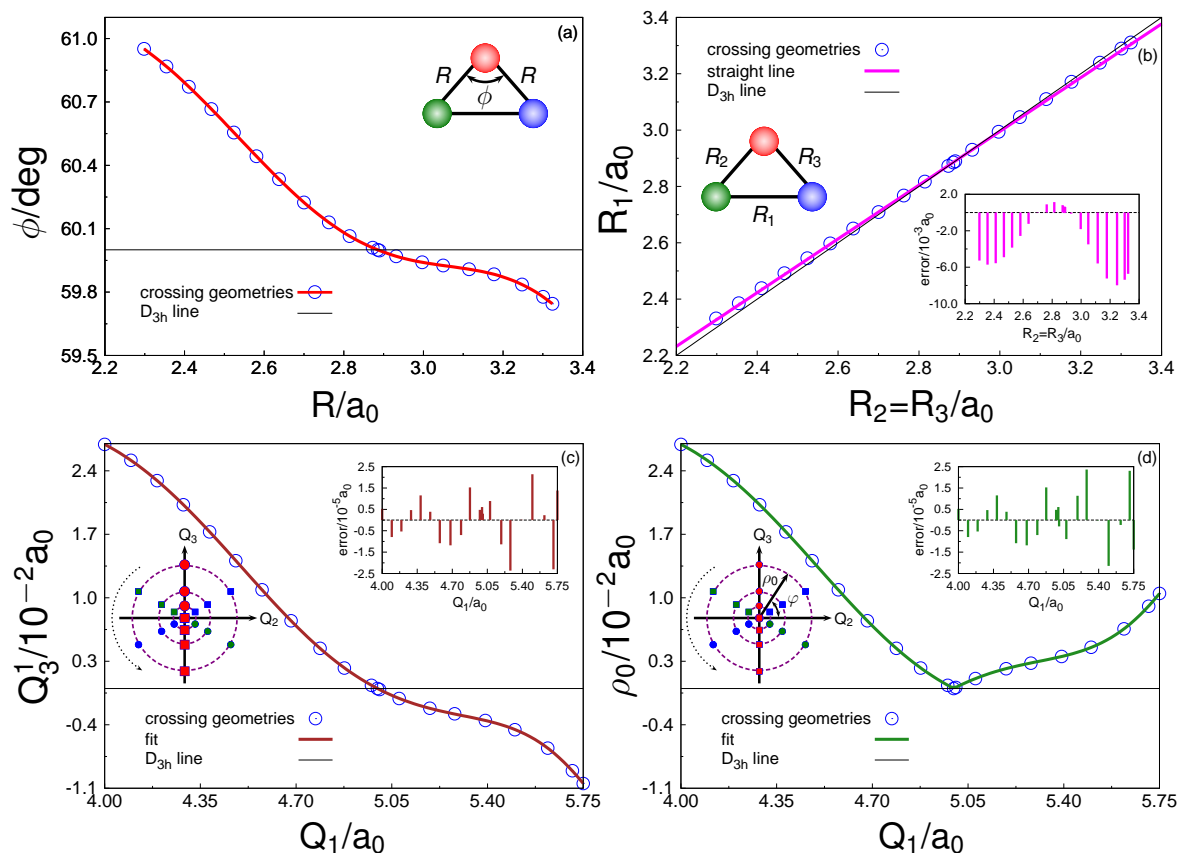 (a)
61.0
60.7
60.4
60.1
59.8
59.5
ϕ/deg
R R
ϕ
crossing geometries
D3h line
2.2 2.4 2.6 2.8 3.0 3.2 3.4
R/a0
(b)
3.4
3.2
3.0
2.8
2.6
2.4
2.2
R1/a0
crossing geometries
straight line
D3h line
R2 R3
R1
2.0
-2.0
-6.0
-10.0
error/10−3a0
2.2 2.4 2.6 2.8 3.0 3.2 3.4
R2=R3/a0
2.2 2.4 2.6 2.8 3.0 3.2 3.4
R2=R3/a0
(c)
2.4
1.7
1.0
0.3
-0.4
-1.1
Q31/10−2a0
2.5
1.5
0.5
-0.5
-1.5
-2.5
error/10−5a0
4.00 4.35 4.70 5.05 5.40 5.75
Q1/a0
Q3
Q2
crossing geometries
fit
D3h line
4.00 4.35 4.70 5.05 5.40 5.75
Q1/a0
(d)
2.4
1.7
1.0
0.3
-0.4
-1.1
ρ0/10−2a0
2.5
1.5
0.5
-0.5
-1.5
-2.5
error/10−5a0
4.00 4.35 4.70 5.05 5.40 5.75
Q1/a0
Q3
ρ0
φ
Q2
crossing geometries
fit
D3h line
4.00 4.35 4.70 5.05 5.40 5.75
Q1/a0